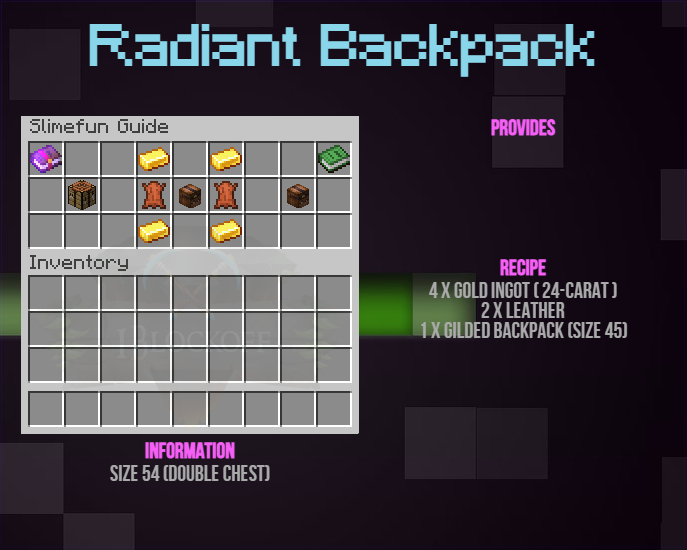 Radiant Backpack
Slimefun Guide
PROVIDES
Inventory
RECIPE
4 X GOLD INGOT ( 24-CARAT )
2 X LEATHER
1 X GILDED BACKPACK (SIZE 45)
IBLOCKOFF
INFORMATION
SIZE 54 (DOUBLE CHEST)